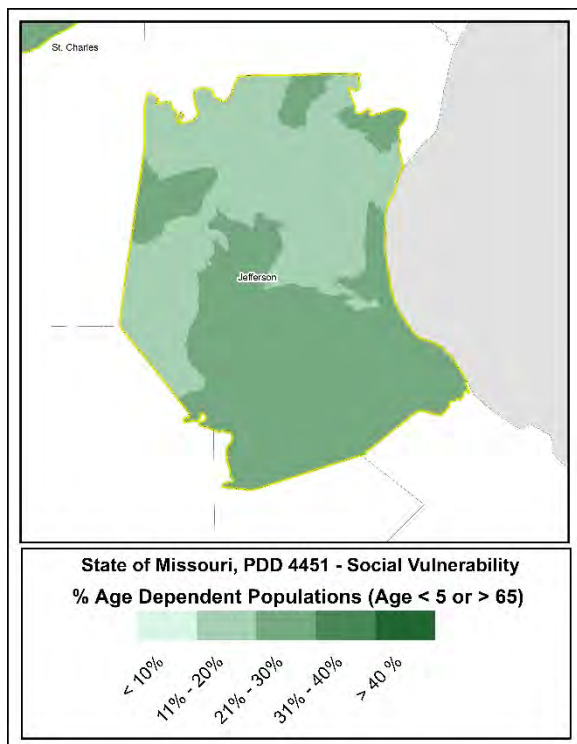 St. Charles
Jefferson
State of Missouri, PDD 4451 - Social Vulnerability
% Age Dependent Populations (Age < 5 or > 65)
< 10%
11% - 20%
21% - 30%
31% - 40%
> 40 %